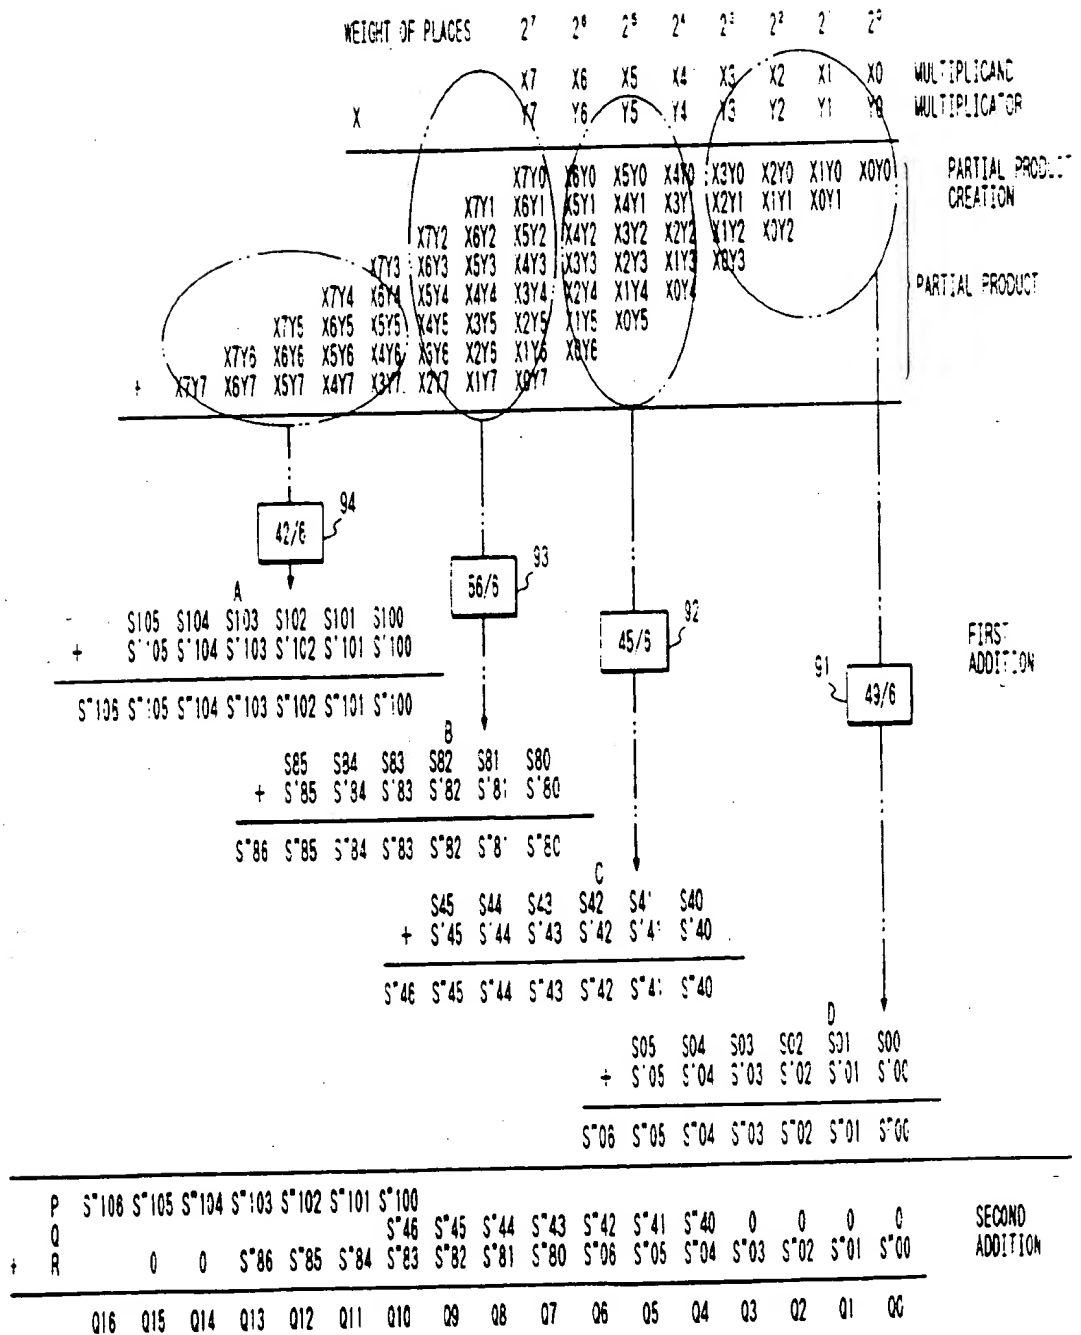 WEIGHT OF PLACES 2⁷ 2⁶ 2⁵ 2⁴ 2³ 2² 2 2⁰
X7 X6 X5 X4 X3 X2 X1 X0 MULTIPLICAND
X Y7 Y6 Y5 Y4 Y3 Y2 Y1 Y0 MULTIPLICATOR
X7Y0 X6Y0 X5Y0 X4Y0 X3Y0 X2Y0 X1Y0 X0Y0 PARTIAL PRODUCT
X7Y1 X6Y1 X5Y1 X4Y1 X3Y1 X2Y1 X1Y1 X0Y1 CREATION
X7Y2 X6Y2 X5Y2 X4Y2 X3Y2 X2Y2 X1Y2 X0Y2
X7Y3 X6Y3 X5Y3 X4Y3 X3Y3 X2Y3 X1Y3 X0Y3
X7Y4 X6Y4 X5Y4 X4Y4 X3Y4 X2Y4 X1Y4 X0Y4 PARTIAL PRODUCT
X7Y5 X6Y5 X5Y5 X4Y5 X3Y5 X2Y5 X1Y5 X0Y5
X7Y6 X6Y6 X5Y6 X4Y6 X3Y6 X2Y6 X1Y6 X0Y6
+ X7Y7 X6Y7 X5Y7 X4Y7 X3Y7 X2Y7 X1Y7 X0Y7
42/6 94
56/6 93
45/6 92
49/6 91
FIRST
ADDITION
A
S105 S104 S103 S102 S101 S100
+ S'105 S'104 S'103 S'102 S'101 S'100
S"106 S"105 S"104 S"103 S"102 S"101 S"100
B
S85 S84 S83 S82 S81 S80
+ S'85 S'84 S'83 S'82 S'81 S'80
S"86 S"85 S"84 S"83 S"82 S"81 S"80
C
S45 S44 S43 S42 S41 S40
+ S'45 S'44 S'43 S'42 S'41 S'40
S"46 S"45 S"44 S"43 S"42 S"41 S"40
D
S05 S04 S03 S02 S01 S00
+ S'05 S'04 S'03 S'02 S'01 S'00
S"06 S"05 S"04 S"03 S"02 S"01 S"00
P S"106 S"105 S"104 S"103 S"102 S"101 S"100
Q S"46 S"45 S"44 S"43 S"42 S"41 S"40 0 0 0 0 SECOND
+ R 0 0 S"86 S"85 S"84 S"83 S"82 S"81 S"80 S"06 S"05 S"04 S"03 S"02 S"01 S"00 ADDITION
Q16 Q15 Q14 Q13 Q12 Q11 Q10 Q9 Q8 Q7 Q6 Q5 Q4 Q3 Q2 Q1 Q0